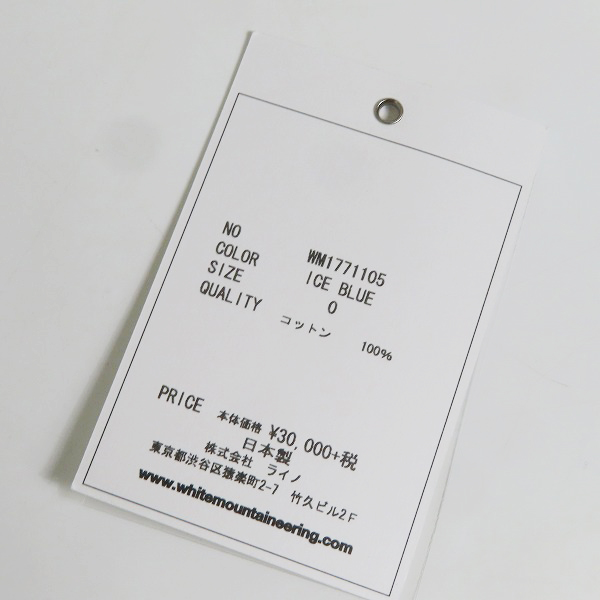 NO WM1771105
COLOR ICE BLUE
SIZE 0
QUALITY コットン 100%
PRICE 本体価格 ¥30,000+税
日本製
株式会社 ライノ
東京都渋谷区猿楽町2-7 竹久ビル2F
www.whitemountaineering.com